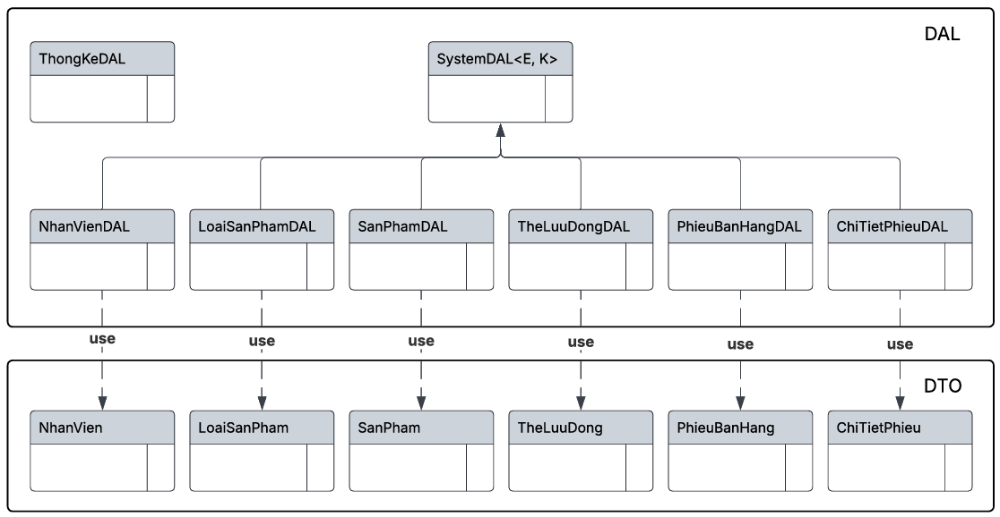 DAL
ThongKeDAL
SystemDAL<E, K>
NhanVienDAL
LoaiSanPhamDAL
SanPhamDAL
TheLuuDongDAL
PhieuBanHangDAL
ChiTietPhieuDAL
use
use
use
use
use
use
DTO
NhanVien
LoaiSanPham
SanPham
TheLuuDong
PhieuBanHang
ChiTietPhieu